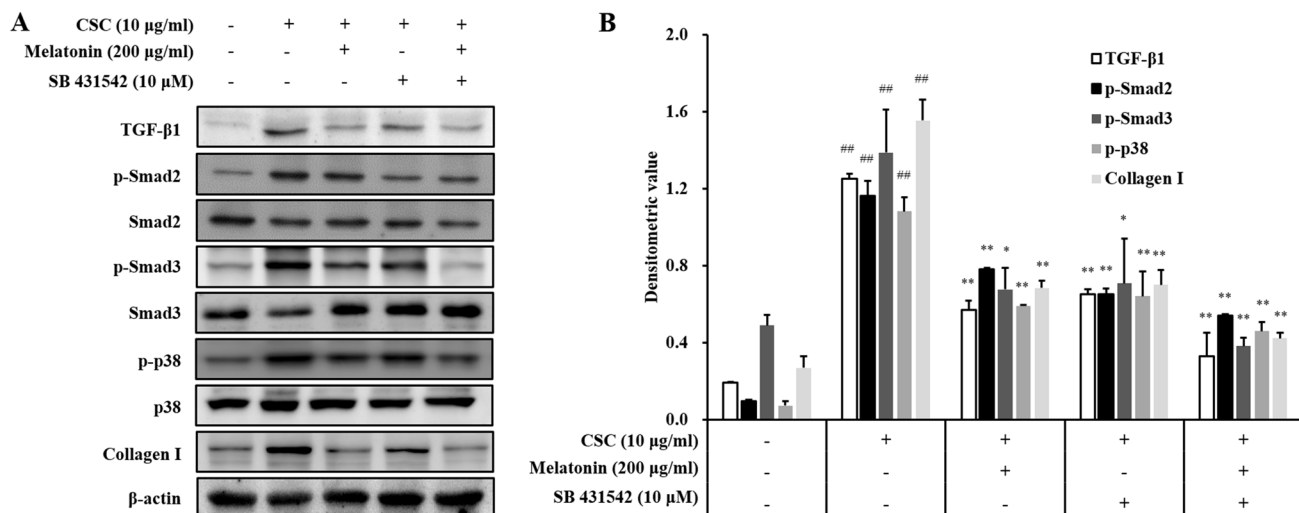 A
CSC (10 μg/ml) - + + + +
Melatonin (200 μg/ml) - - + - +
SB 431542 (10 μM) - - - + +
TGF-β1
p-Smad2
Smad2
p-Smad3
Smad3
p-p38
p38
Collagen I
β-actin
B
Densitometric value
2.0
1.6
1.2
0.8
0.4
0.0
TGF-β1
p-Smad2
p-Smad3
p-p38
Collagen I
## ## ## ## ##
** ** * ** **
** ** * ** **
** ** ** ** **
CSC (10 μg/ml) - + + + +
Melatonin (200 μg/ml) - - + - +
SB 431542 (10 μM) - - - + +